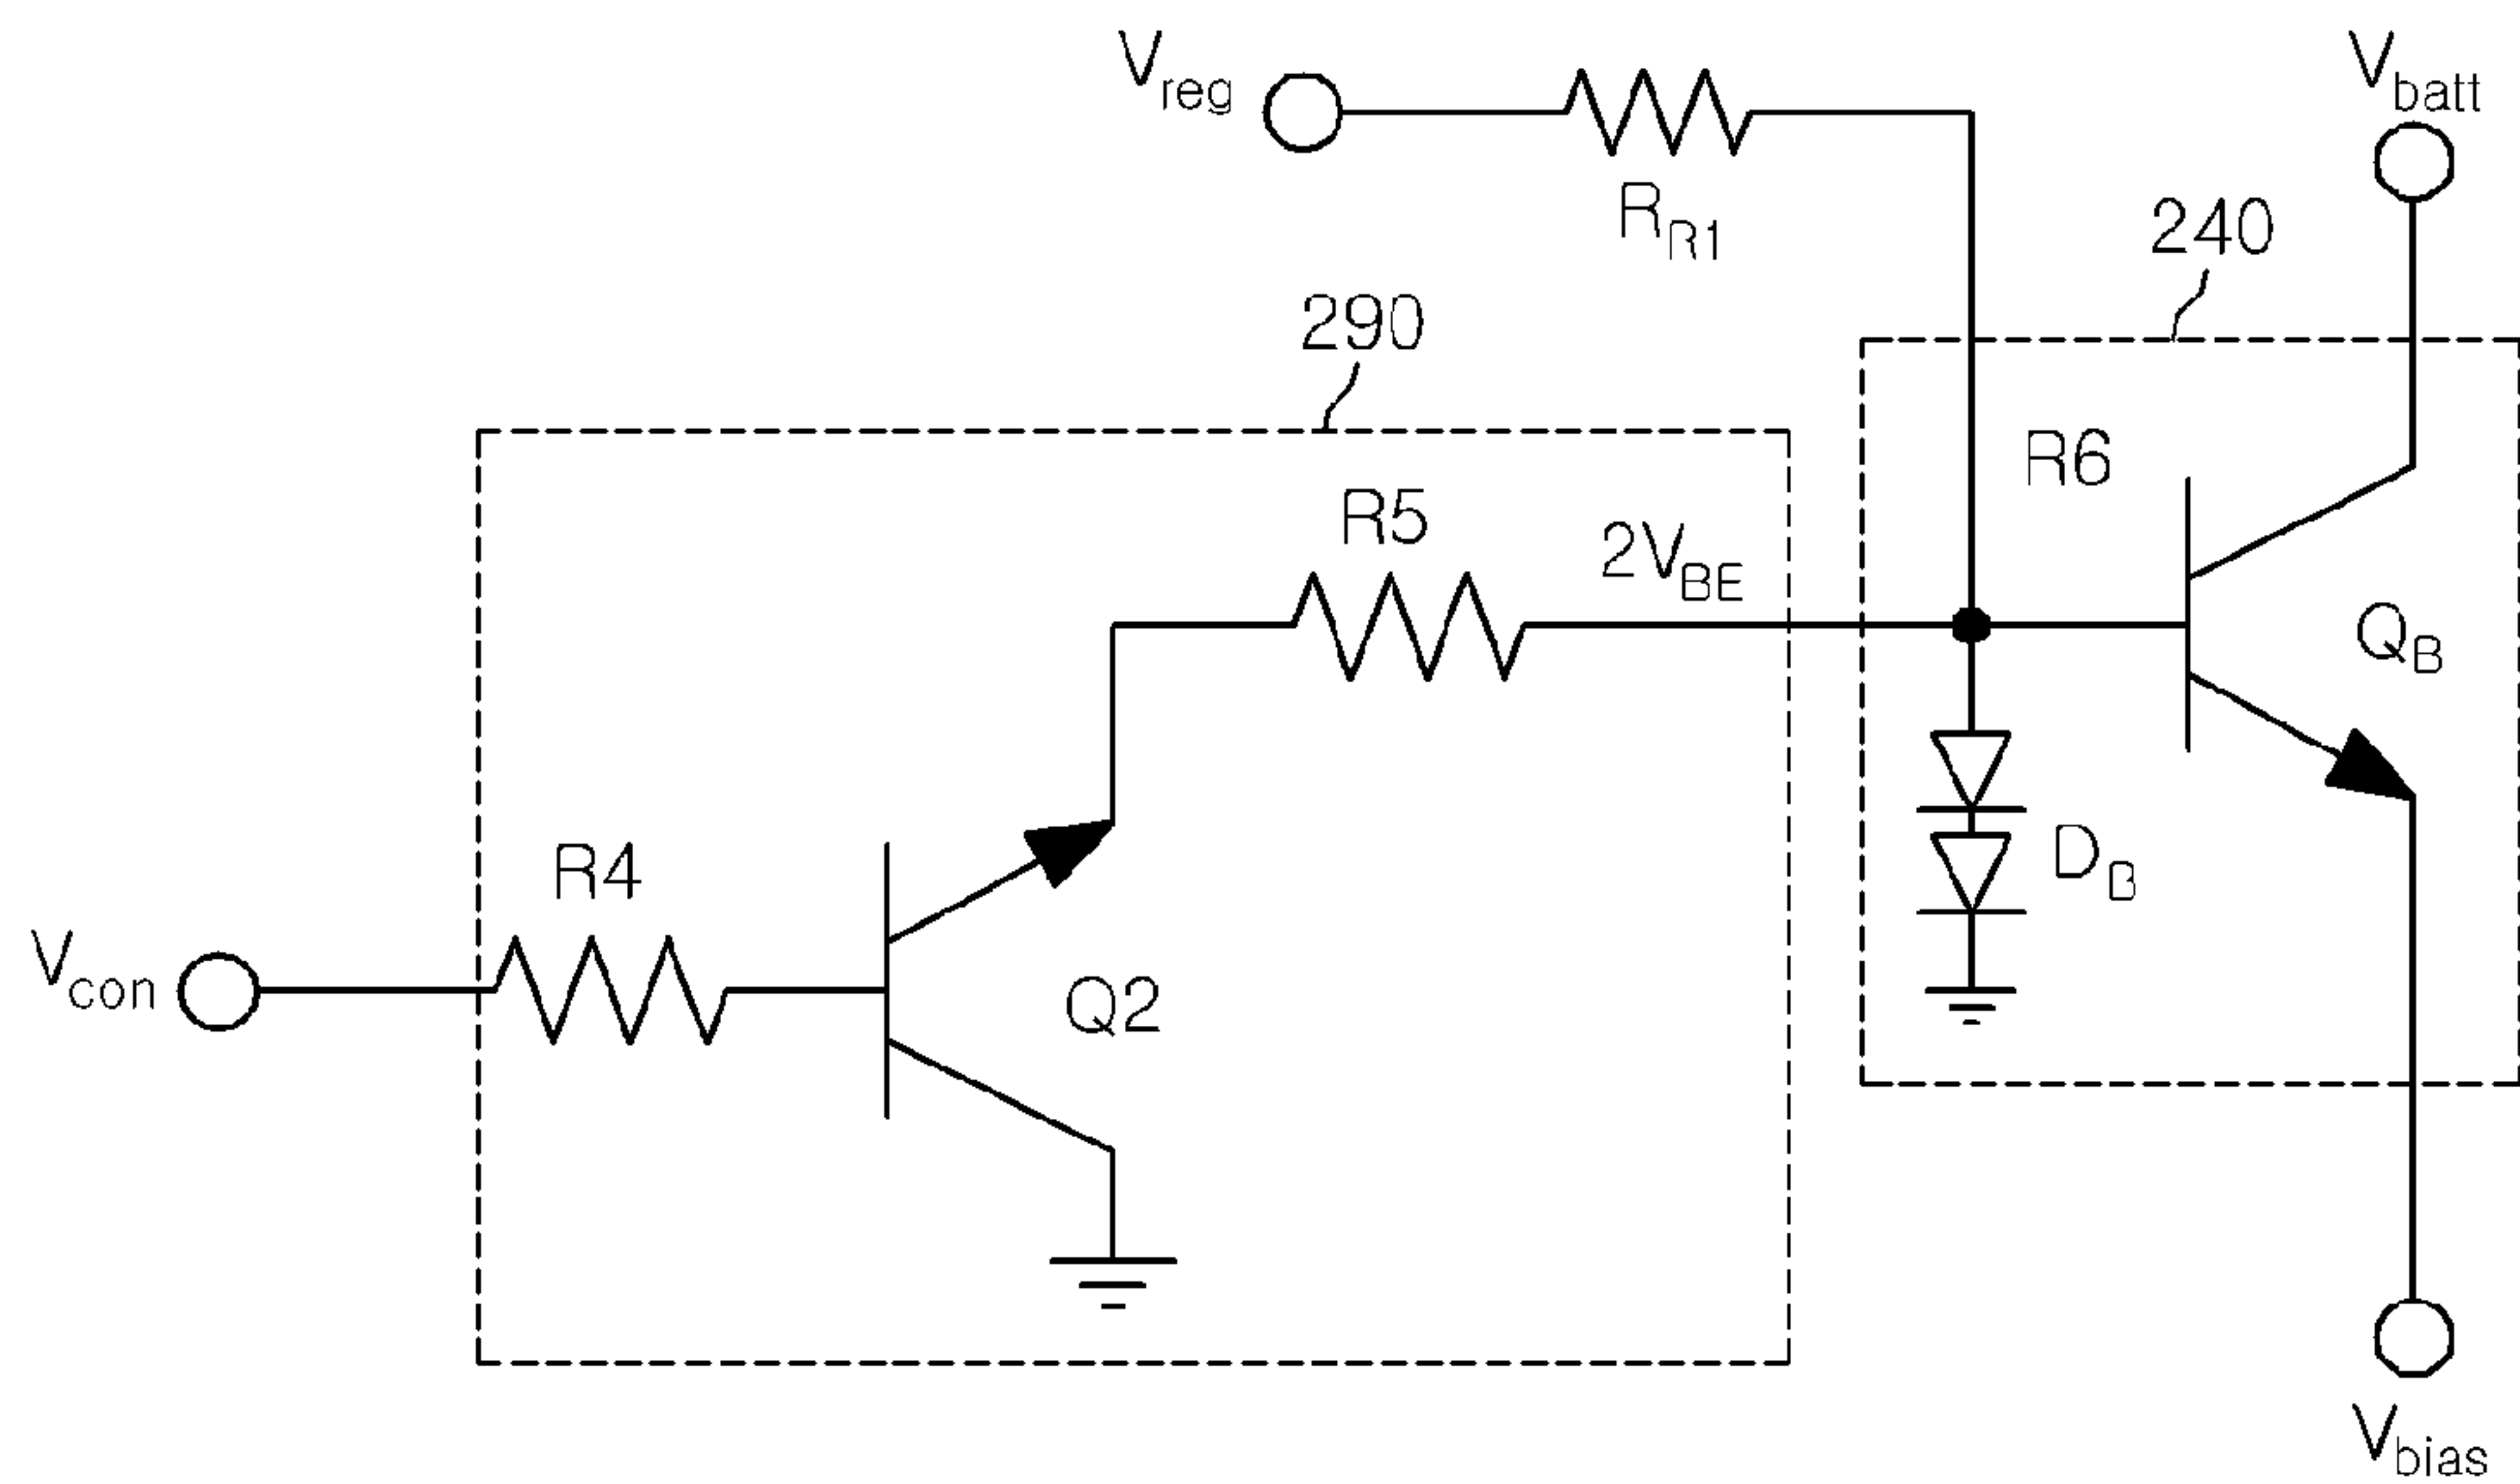 Vreg
Vbatt
RR1
240
290
R6
R5
2VBE
QB
R4
DB
Vcon
Q2
Vbias